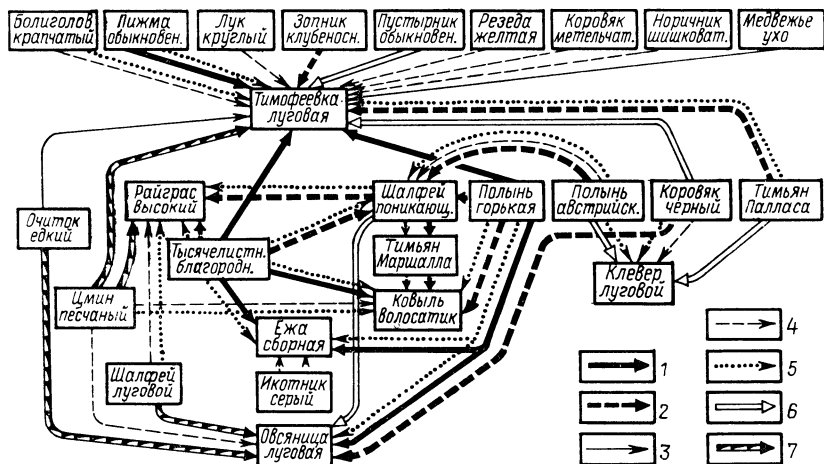 Болиголов
крапчатый
Пижма
обыкновен.
Лук
круглый
Зопник
клубеносн.
Пустырник
обыкновен.
Резеда
желтая
Коровяк
метельчат.
Норичник
шишковат.
Медвежье
ухо
Тимофеевка
луговая
Райграс
высокий
Шалфей
поникающ.
Полынь
горькая
Полынь
австрийск.
Коровяк
чёрный
Тимьян
Палласа
Очиток
едкий
Тысячелистн.
благородн.
Тимьян
Маршалла
Клевер
луговой
Цмин
песчаный
Ковыль
волосатик
Ежа
сборная
Шалфей
луговой
Икотник
серый
Овсяница
луговая
1
2
3
4
5
6
7